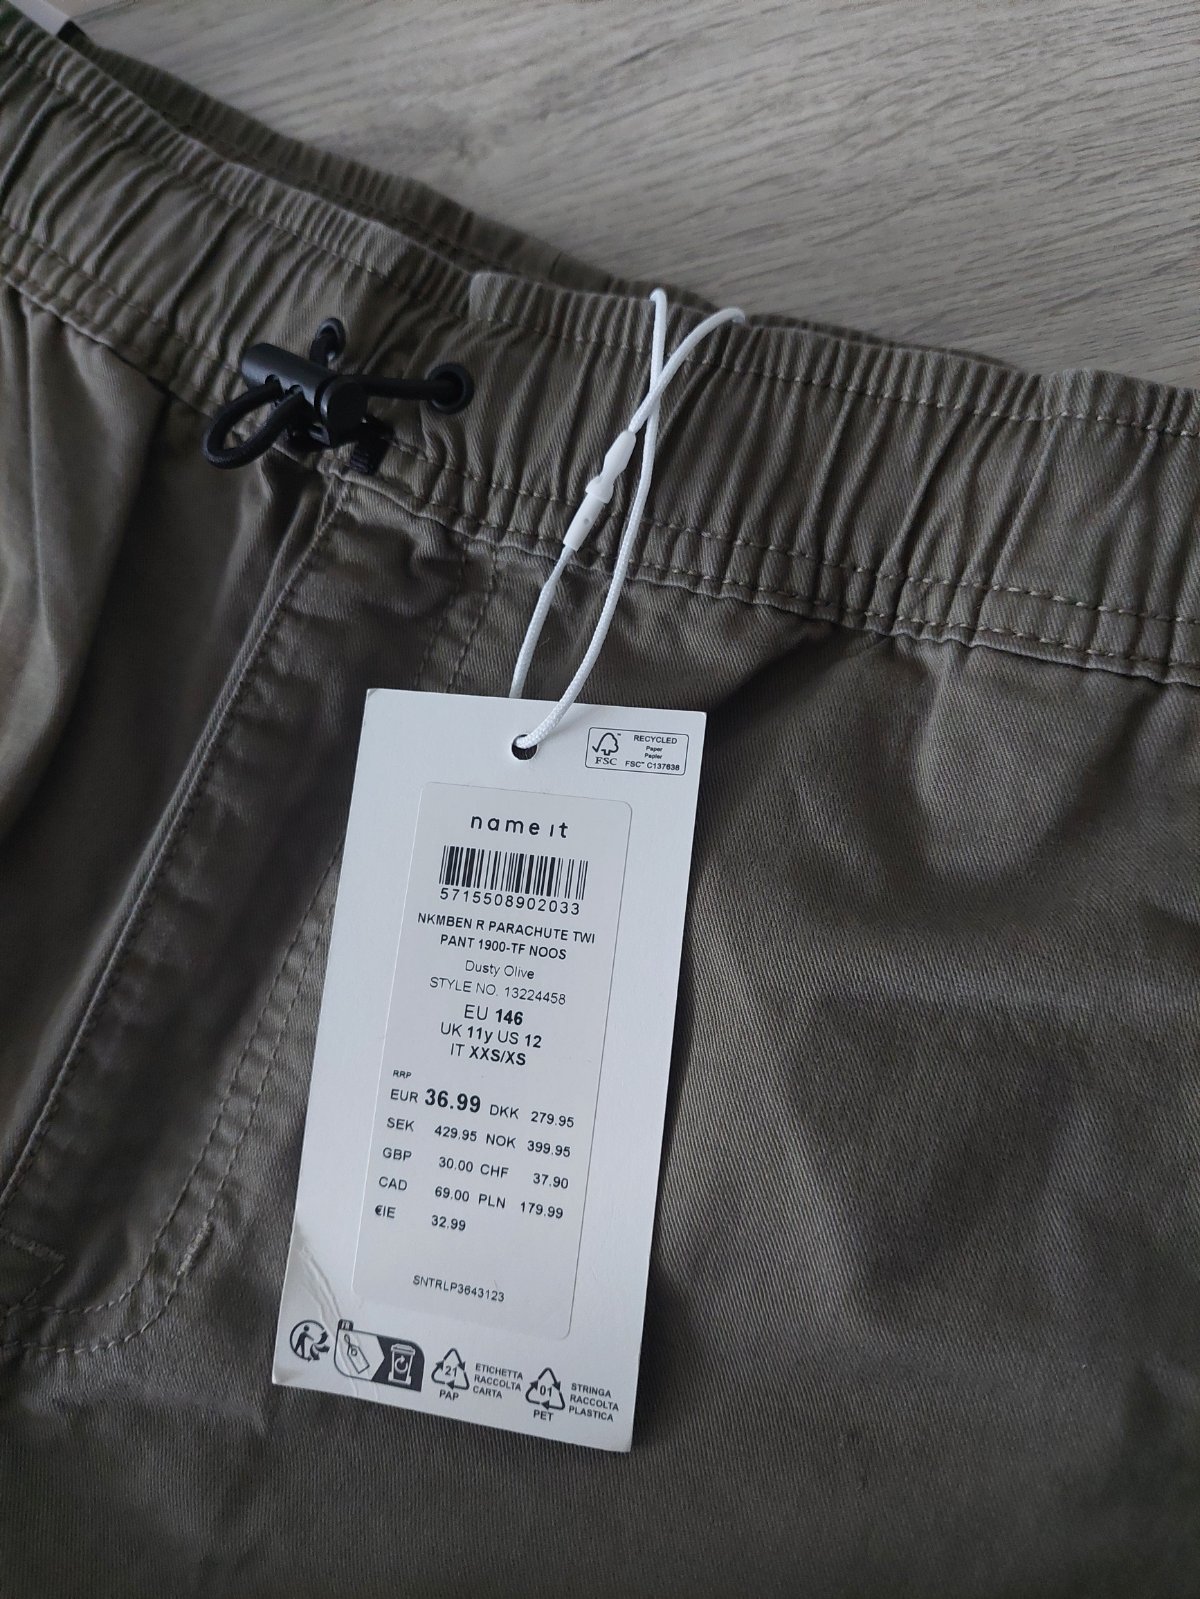 FSC™
RECYCLED
Paper
Papier
FSC™ C137638
name it
5715508902033
NKMBEN R PARACHUTE TWI
PANT 1900-TF NOOS
Dusty Olive
STYLE NO. 13224458
EU 146
UK 11y US 12
IT XXS/XS
RRP
EUR 36.99 DKK 279.95
SEK 429.95 NOK 399.95
GBP 30.00 CHF 37.90
CAD 69.00 PLN 179.99
€IE 32.99
SNTRLP3643123
FR
21
PAP
ETICHETTA
RACCOLTA
CARTA
01
PET
STRINGA
RACCOLTA
PLASTICA